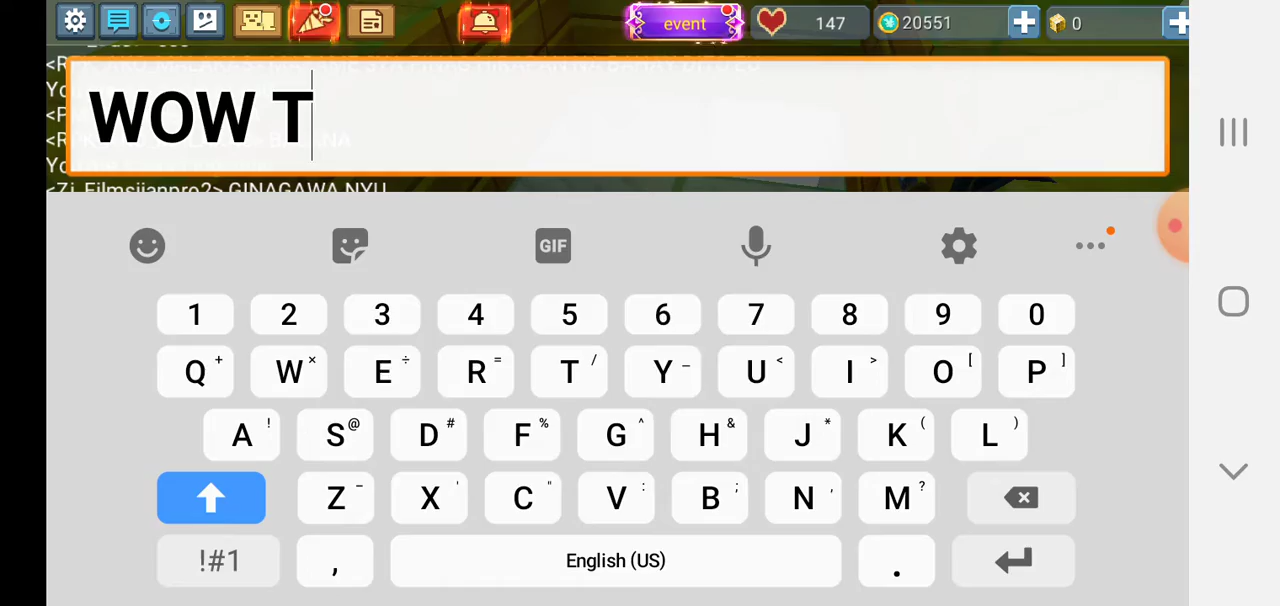 event 147 20551 0
WOW T
<Zi_Filmsjianpro2> GINAGAWA NYU
GIF
1 2 3 4 5 6 7 8 9 0
Q + W × E ÷ R = T / Y _ U < I > O [ P ]
A ! S @ D # F % G ^ H & J * K ( L )
Z - X ' C " V : B ; N , M ?
!#1 , English (US) .